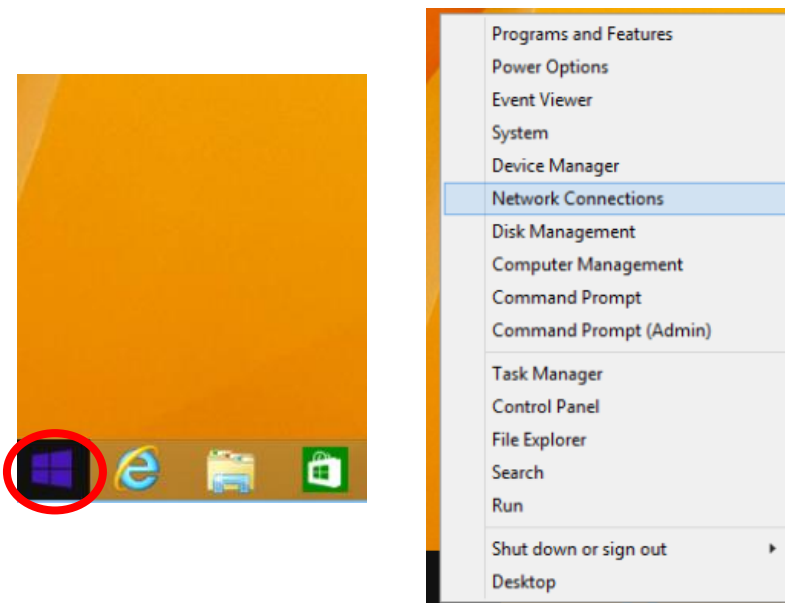 Programs and Features
Power Options
Event Viewer
System
Device Manager
Network Connections
Disk Management
Computer Management
Command Prompt
Command Prompt (Admin)
Task Manager
Control Panel
File Explorer
Search
Run
Shut down or sign out
Desktop